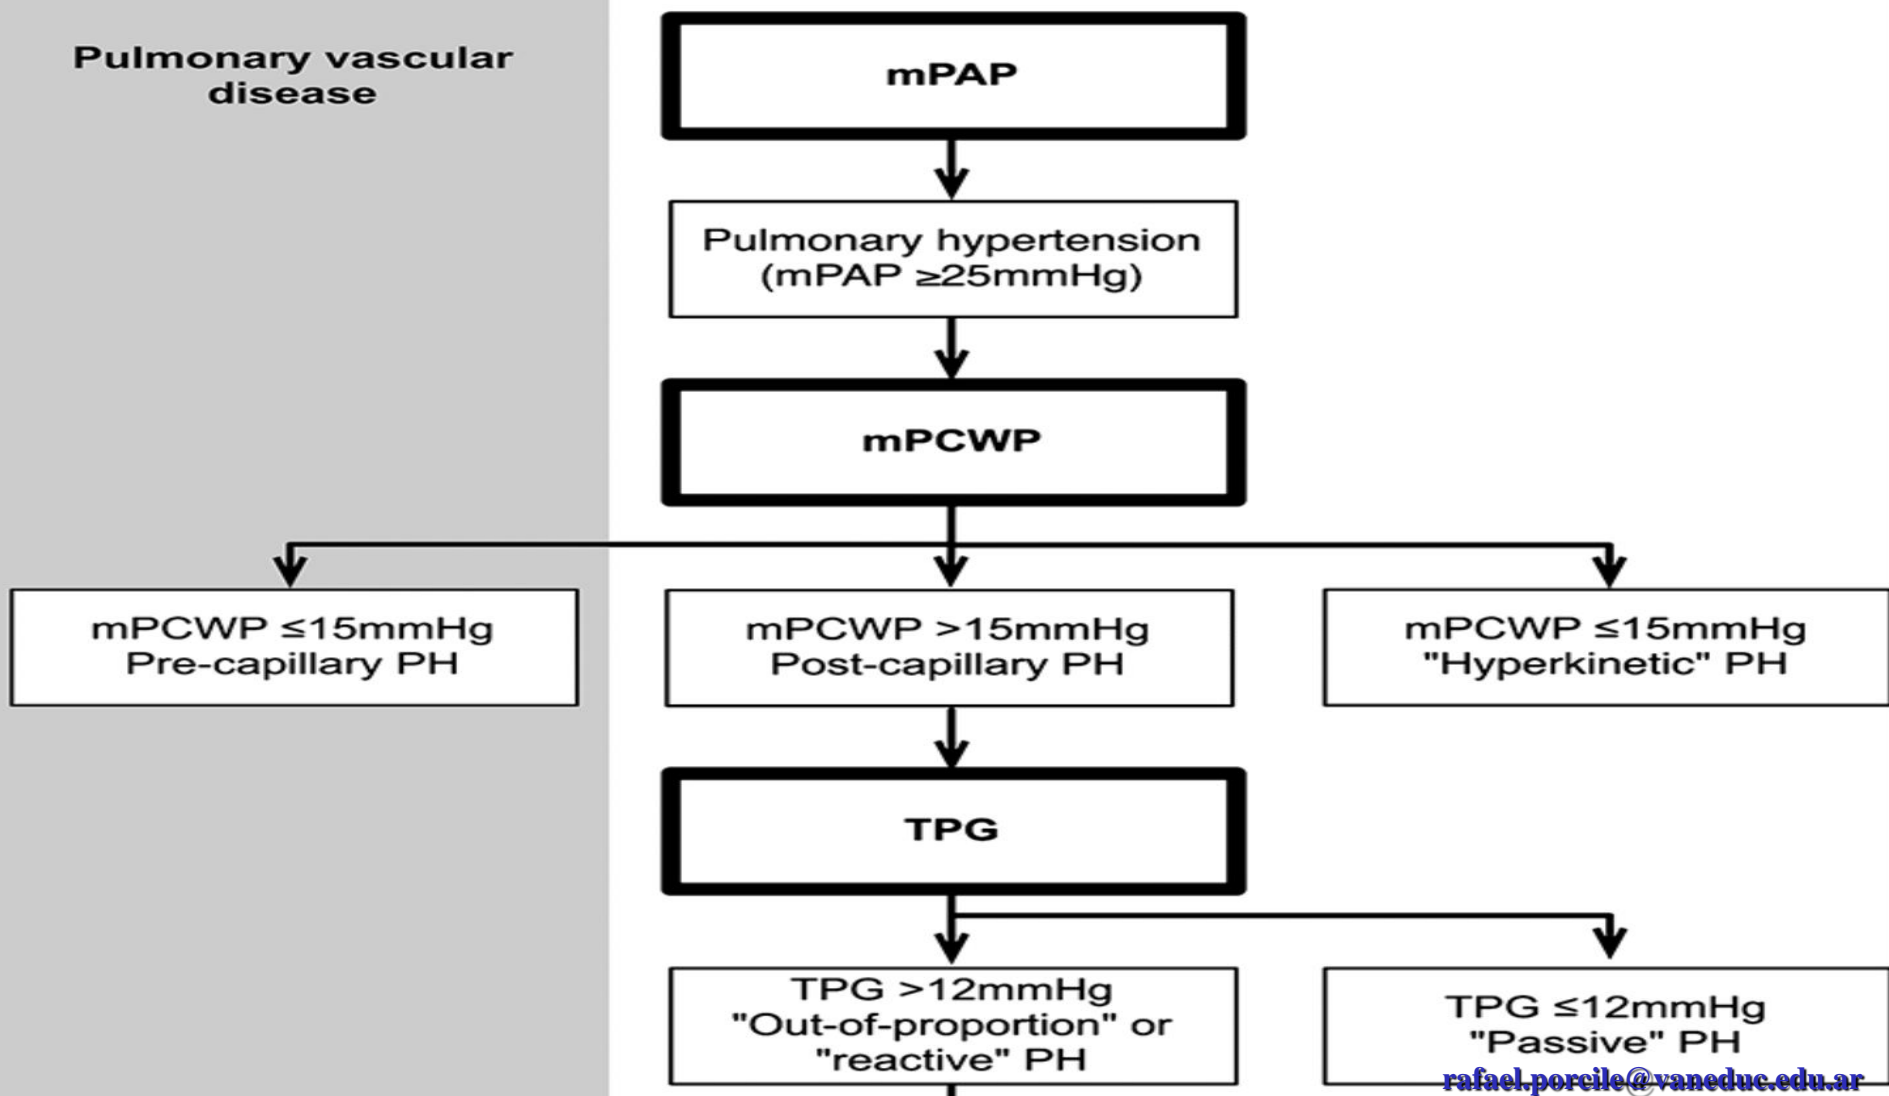 Pulmonary vascular
disease
mPAP
Pulmonary hypertension
(mPAP ≥25mmHg)
mPCWP
mPCWP ≤15mmHg
Pre-capillary PH
mPCWP >15mmHg
Post-capillary PH
mPCWP ≤15mmHg
"Hyperkinetic" PH
TPG
TPG >12mmHg
"Out-of-proportion" or
"reactive" PH
TPG ≤12mmHg
"Passive" PH
rafael.porcile@vaneduc.edu.ar